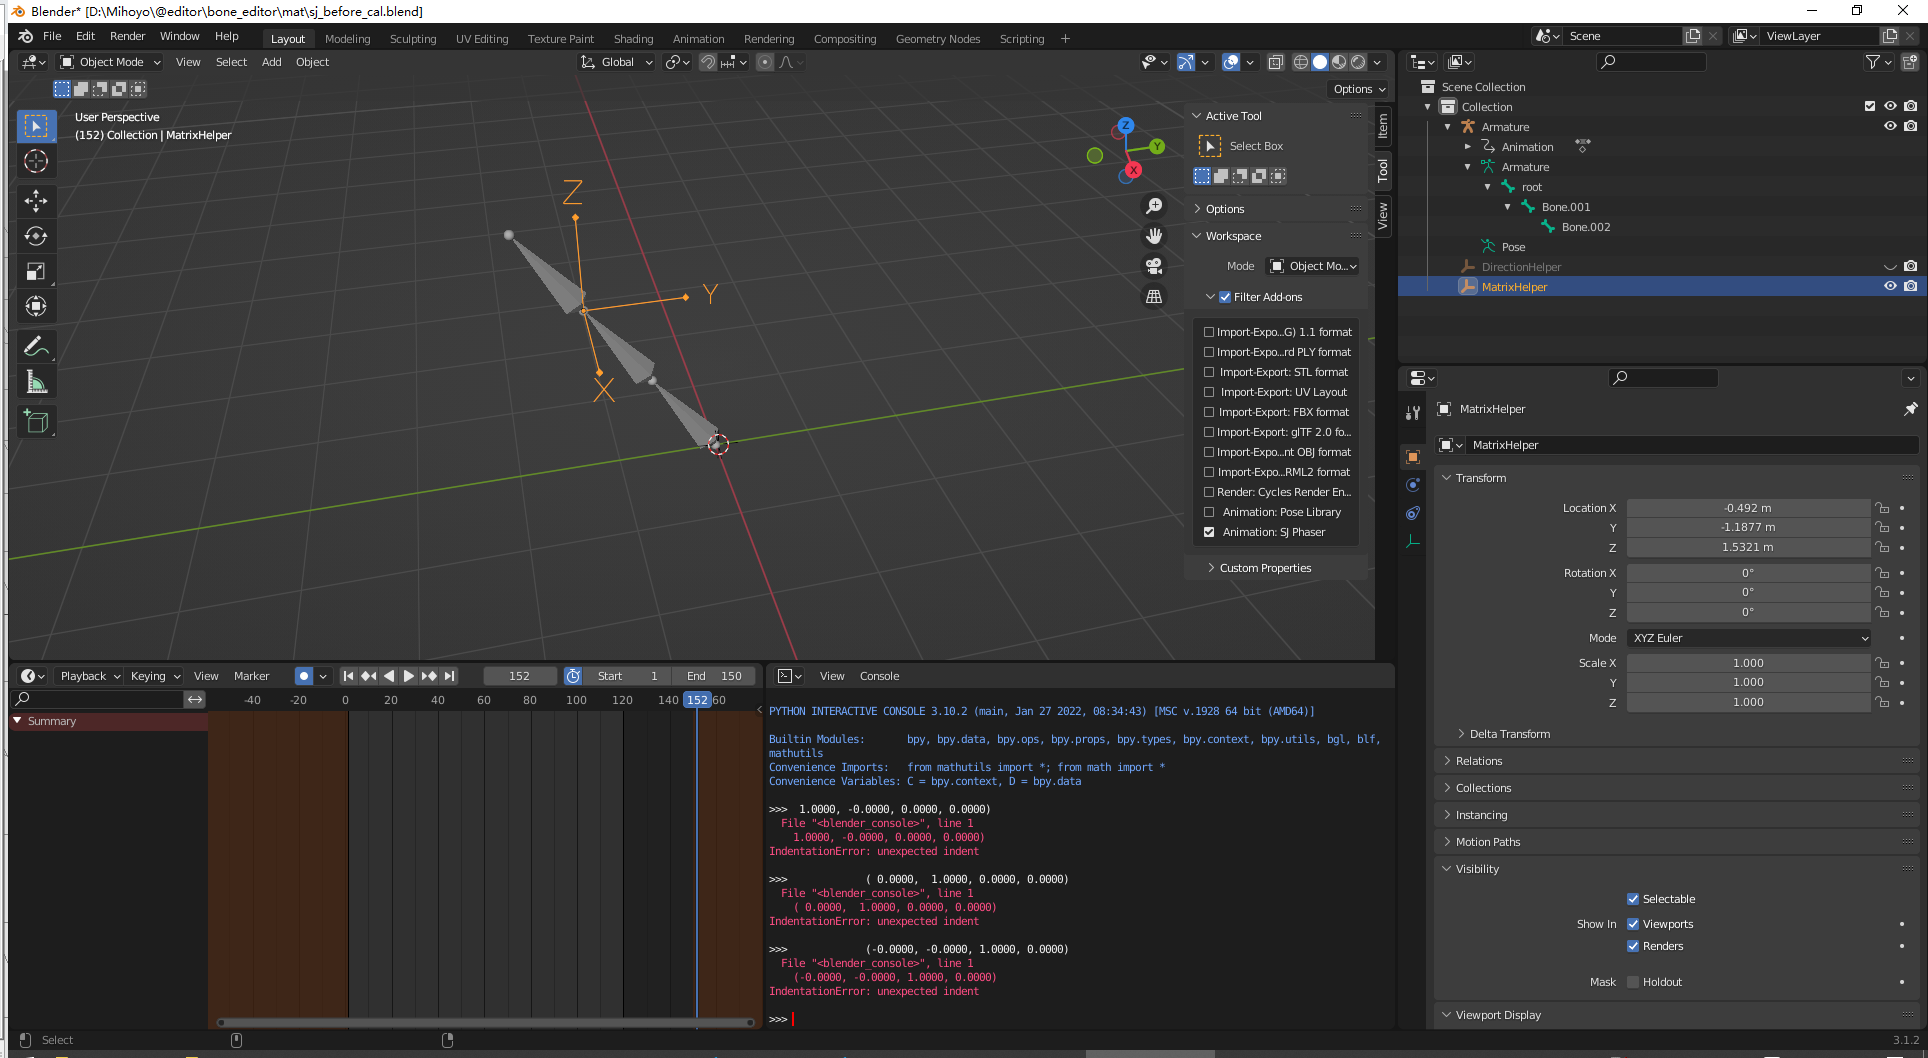 Blender* [D:\Mihoyo\@editor\bone_editor\mat\sj_before_cal.blend]
File Edit Render Window Help
Layout Modeling Sculpting UV Editing Texture Paint Shading Animation Rendering Compositing Geometry Nodes Scripting +
Scene
ViewLayer
Object Mode View Select Add Object
Global
Options
User Perspective
(152) Collection | MatrixHelper
Z
Y
X
Z
Y
X
Active Tool
Select Box
Options
Workspace
Mode Object Mo...
Filter Add-ons
Import-Expo...G) 1.1 format
Import-Expo...rd PLY format
Import-Export: STL format
Import-Export: UV Layout
Import-Export: FBX format
Import-Export: glTF 2.0 fo...
Import-Expo...nt OBJ format
Import-Expo...RML2 format
Render: Cycles Render En...
Animation: Pose Library
Animation: SJ Phaser
Custom Properties
Item
Tool
View
Scene Collection
Collection
Armature
Animation
Armature
root
Bone.001
Bone.002
Pose
DirectionHelper
MatrixHelper
MatrixHelper
MatrixHelper
Transform
Location X -0.492 m
Y -1.1877 m
Z 1.5321 m
Rotation X 0°
Y 0°
Z 0°
Mode XYZ Euler
Scale X 1.000
Y 1.000
Z 1.000
Delta Transform
Relations
Collections
Instancing
Motion Paths
Visibility
Selectable
Show In Viewports
Renders
Mask Holdout
Viewport Display
Playback Keying View Marker
152 Start 1 End 150
-40 -20 0 20 40 60 80 100 120 140 152 60
Summary
View Console
PYTHON INTERACTIVE CONSOLE 3.10.2 (main, Jan 27 2022, 08:34:43) [MSC v.1928 64 bit (AMD64)]
Builtin Modules: bpy, bpy.data, bpy.ops, bpy.props, bpy.types, bpy.context, bpy.utils, bgl, blf,
mathutils
Convenience Imports: from mathutils import *; from math import *
Convenience Variables: C = bpy.context, D = bpy.data
>>> 1.0000, -0.0000, 0.0000, 0.0000)
File "<blender_console>", line 1
1.0000, -0.0000, 0.0000, 0.0000)
IndentationError: unexpected indent
>>> ( 0.0000, 1.0000, 0.0000, 0.0000)
File "<blender_console>", line 1
( 0.0000, 1.0000, 0.0000, 0.0000)
IndentationError: unexpected indent
>>> (-0.0000, -0.0000, 1.0000, 0.0000)
File "<blender_console>", line 1
(-0.0000, -0.0000, 1.0000, 0.0000)
IndentationError: unexpected indent
>>>
Select
3.1.2